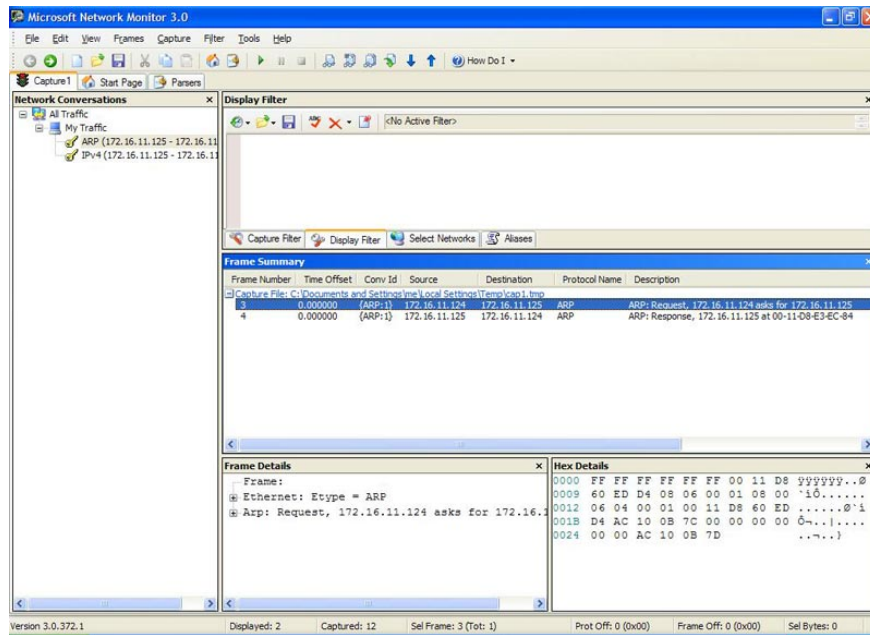 Microsoft Network Monitor 3.0
File Edit View Frames Capture Filter Tools Help
How Do I
Capture1 Start Page Parsers
Network Conversations
All Traffic
My Traffic
ARP (172.16.11.125 - 172.16.11
IPv4 (172.16.11.125 - 172.16.11
Display Filter
<No Active Filter>
Capture Filter Display Filter Select Networks Aliases
Frame Summary
Frame Number Time Offset Conv Id Source Destination Protocol Name Description
Capture File: C:\Documents and Settings\me\Local Settings\Temp\cap1.tmp
3 0.000000 {ARP:1} 172.16.11.124 172.16.11.125 ARP ARP: Request, 172.16.11.124 asks for 172.16.11.125
4 0.000000 {ARP:1} 172.16.11.125 172.16.11.124 ARP ARP: Response, 172.16.11.125 at 00-11-D8-E3-EC-84
Frame Details
Frame:
Ethernet: Etype = ARP
Arp: Request, 172.16.11.124 asks for 172.16.1
Hex Details
0000 FF FF FF FF FF FF 00 11 D8 ÿÿÿÿÿÿ..Ø
0009 60 ED D4 08 06 00 01 08 00 `íÔ......
0012 06 04 00 01 00 11 D8 60 ED ......Ø`í
001B D4 AC 10 0B 7C 00 00 00 00 Ô¬..|....
0024 00 00 AC 10 0B 7D ..¬..}
Version 3.0.372.1 Displayed: 2 Captured: 12 Sel Frame: 3 (Tot: 1) Prot Off: 0 (0x00) Frame Off: 0 (0x00) Sel Bytes: 0